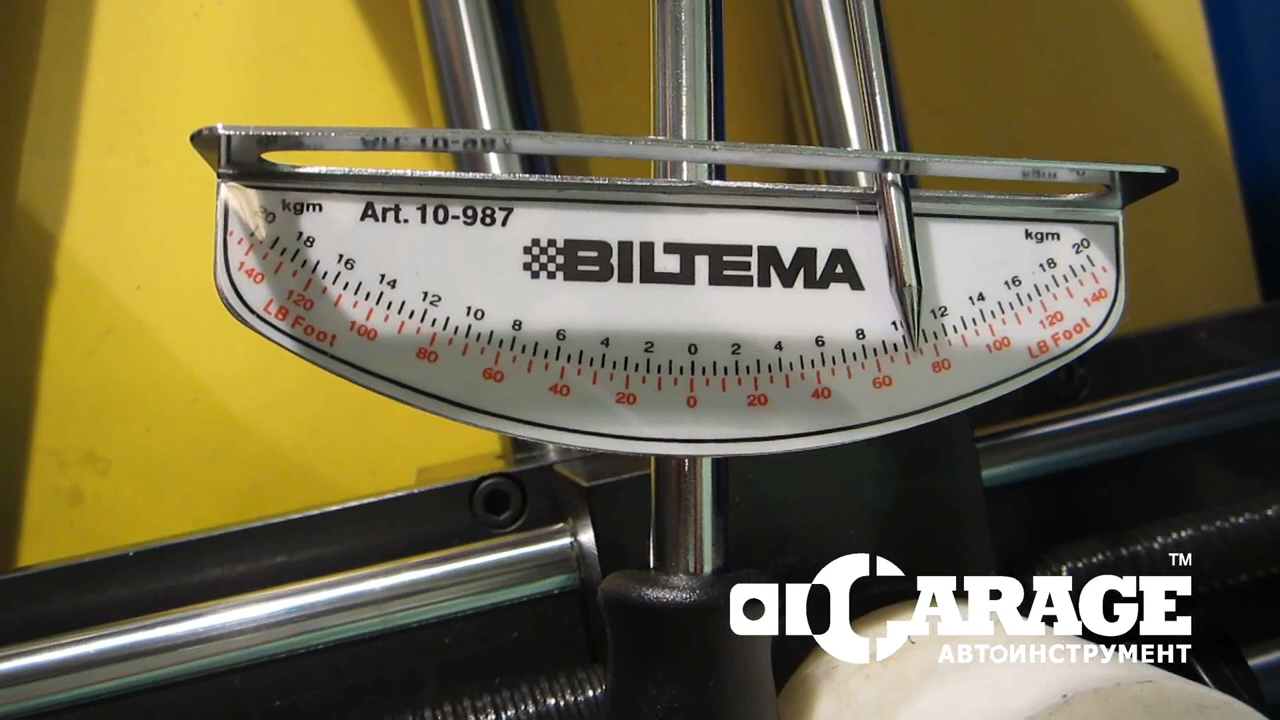 kgm Art. 10-987 kgm
BILTEMA
20 18 16 14 12 10 8 6 4 2 0 2 4 6 8 12 14 16 18 20
140 120 100 80 60 40 20 0 20 40 60 80 100 120 140
LB Foot LB Foot
GARAGE™
АВТОИНСТРУМЕНТ